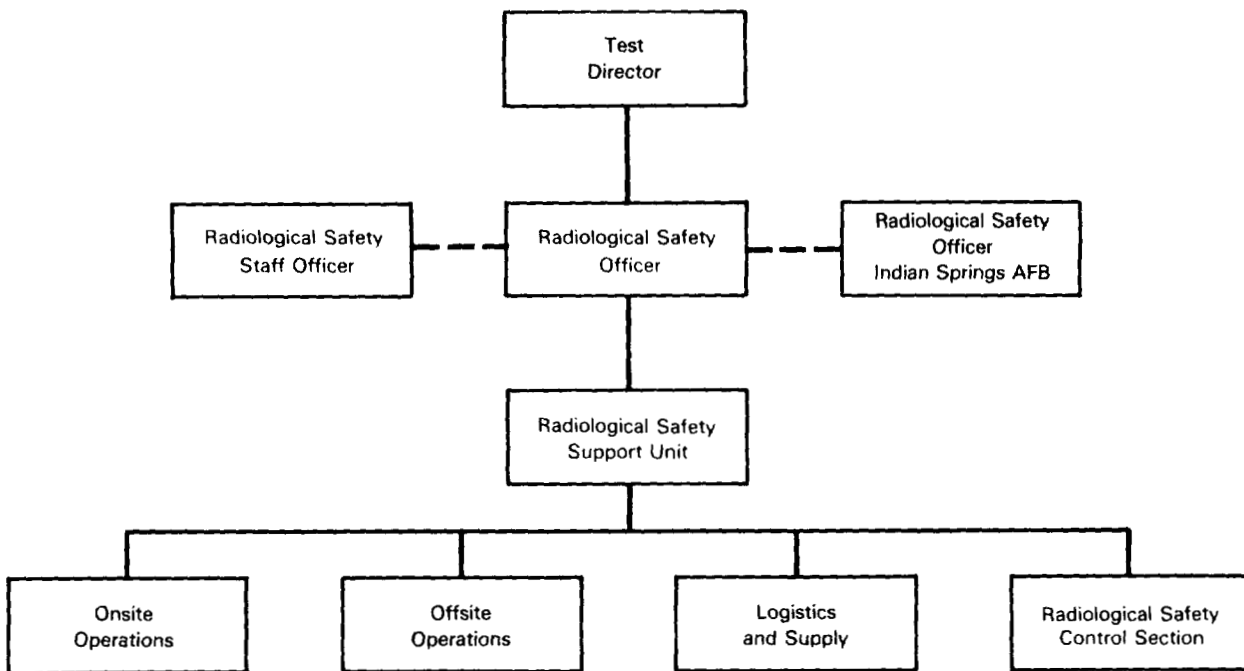 Test
Director
Radiological Safety
Staff Officer
Radiological Safety
Officer
Radiological Safety
Officer
Indian Springs AFB
Radiological Safety
Support Unit
Onsite
Operations
Offsite
Operations
Logistics
and Supply
Radiological Safety
Control Section